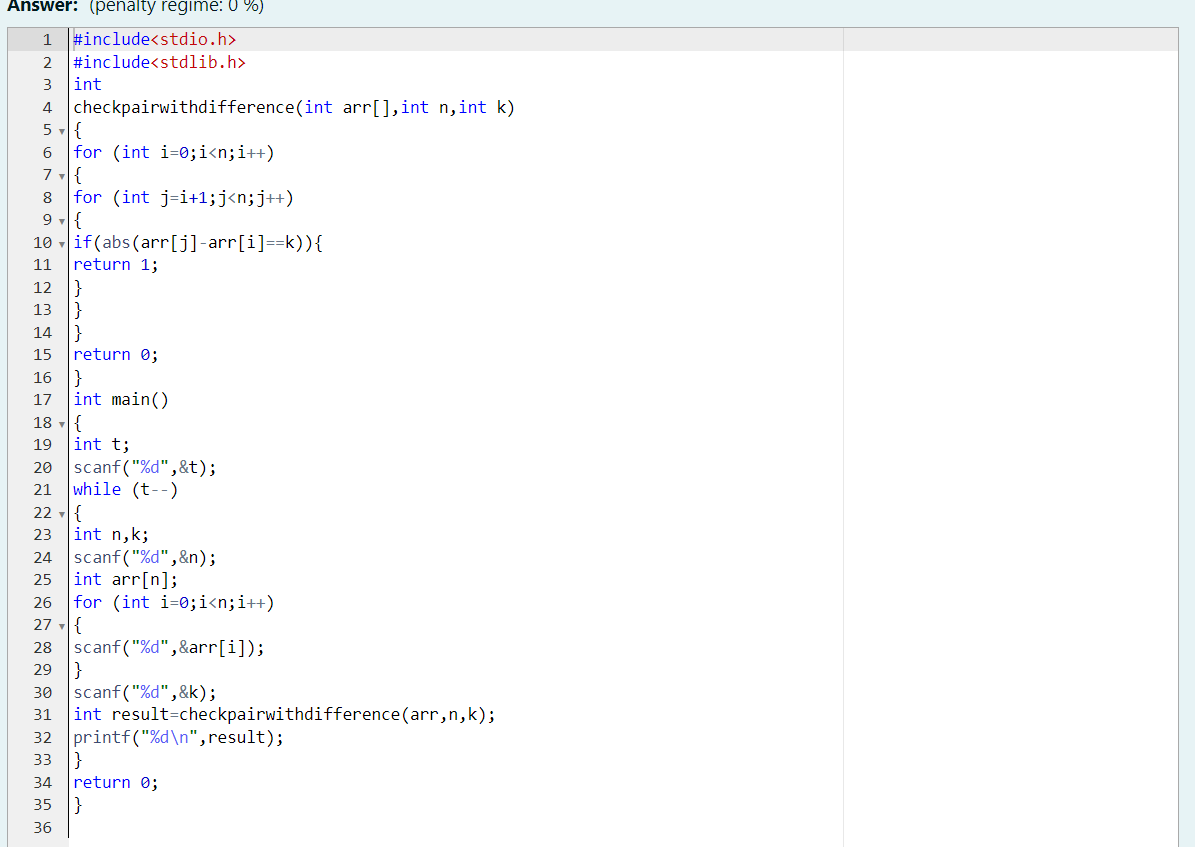 Answer: (penalty regime: 0 %)
1 #include<stdio.h>
2 #include<stdlib.h>
3 int
4 checkpairwithdifference(int arr[],int n,int k)
5 {
6 for (int i=0;i<n;i++)
7 {
8 for (int j=i+1;j<n;j++)
9 {
10 if(abs(arr[j]-arr[i]==k)){
11 return 1;
12 }
13 }
14 }
15 return 0;
16 }
17 int main()
18 {
19 int t;
20 scanf("%d",&t);
21 while (t--)
22 {
23 int n,k;
24 scanf("%d",&n);
25 int arr[n];
26 for (int i=0;i<n;i++)
27 {
28 scanf("%d",&arr[i]);
29 }
30 scanf("%d",&k);
31 int result=checkpairwithdifference(arr,n,k);
32 printf("%d\n",result);
33 }
34 return 0;
35 }
36